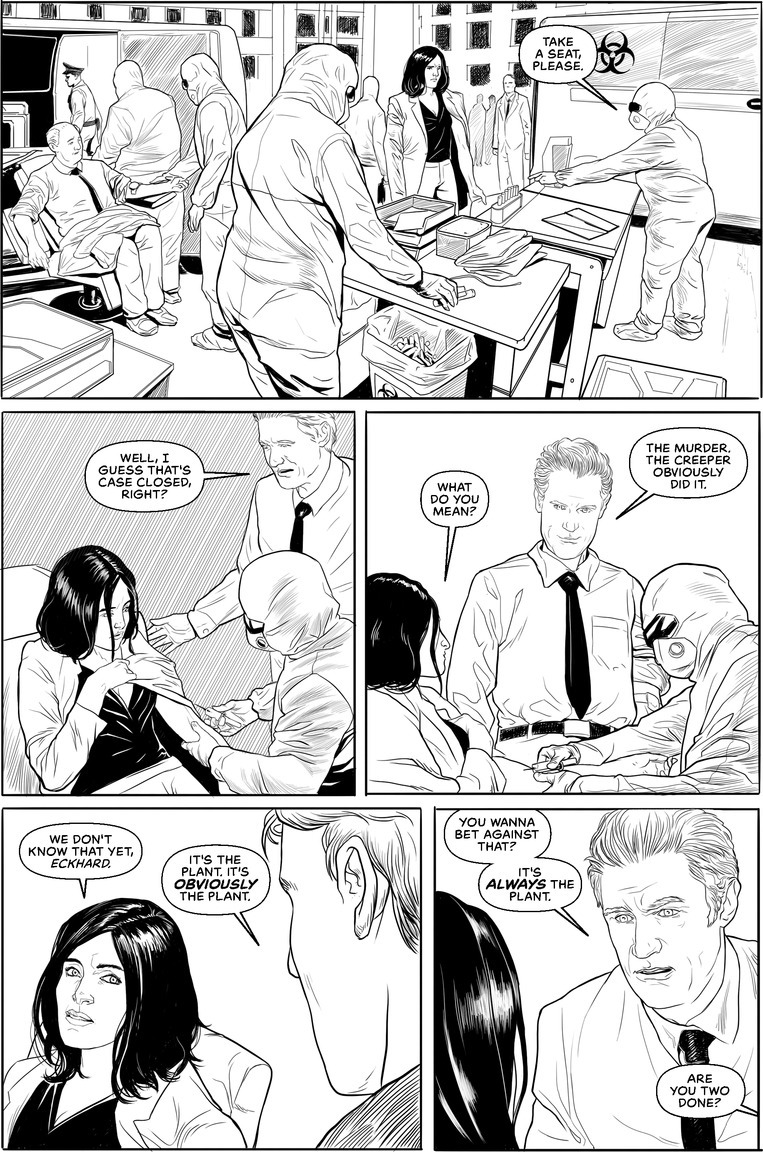 TAKE
A SEAT,
PLEASE.
WELL, I
GUESS THAT'S
CASE CLOSED,
RIGHT?
WHAT
DO YOU
MEAN?
THE MURDER.
THE CREEPER
OBVIOUSLY
DID IT.
WE DON'T
KNOW THAT YET,
ECKHARD.
IT'S THE
PLANT. IT'S
OBVIOUSLY
THE PLANT.
YOU WANNA
BET AGAINST
THAT?
IT'S
ALWAYS THE
PLANT.
ARE
YOU TWO
DONE?